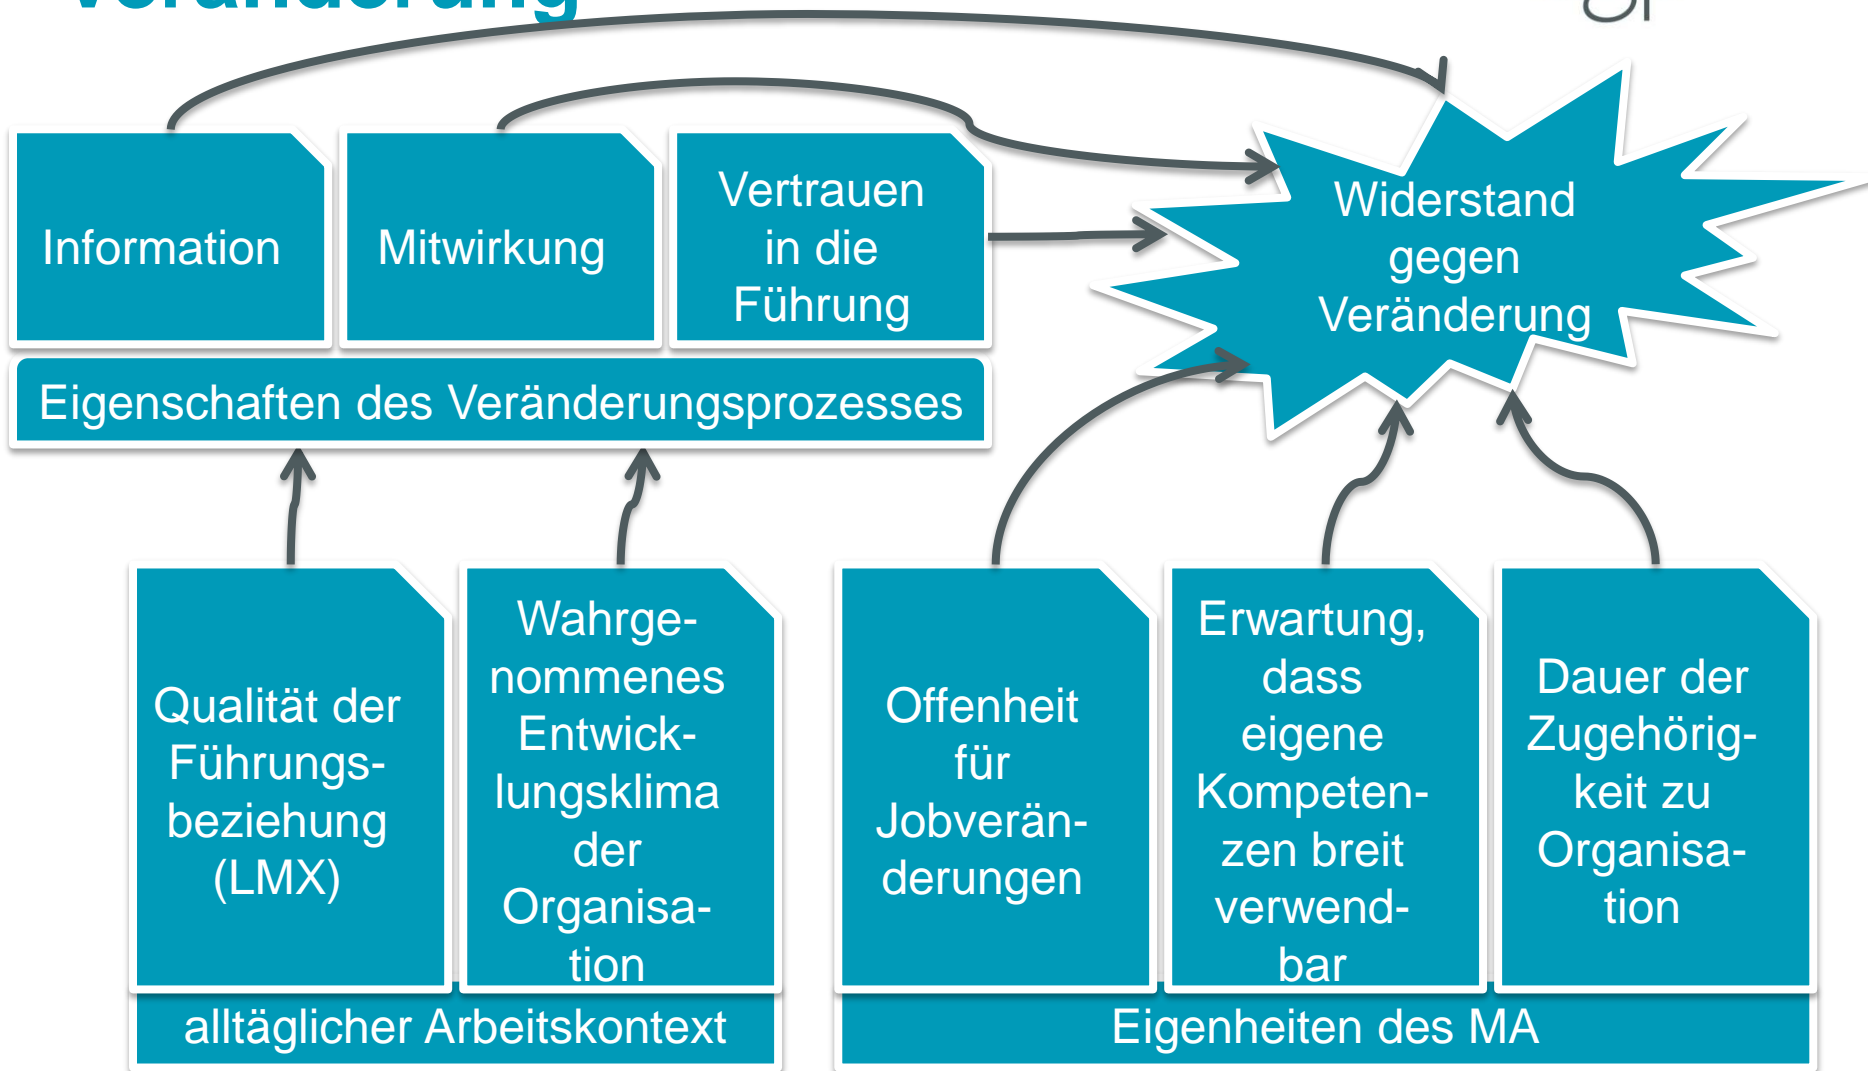 Veränderung
Information
Mitwirkung
Vertrauen
in die
Führung
Widerstand
gegen
Veränderung
Eigenschaften des Veränderungsprozesses
Qualität der
Führungs-
beziehung
(LMX)
Wahrge-
nommenes
Entwick-
lungsklima
der
Organisa-
tion
alltäglicher Arbeitskontext
Offenheit
für
Jobverän-
derungen
Erwartung,
dass
eigene
Kompeten-
zen breit
verwend-
bar
Dauer der
Zugehörig-
keit zu
Organisa-
tion
Eigenheiten des MA